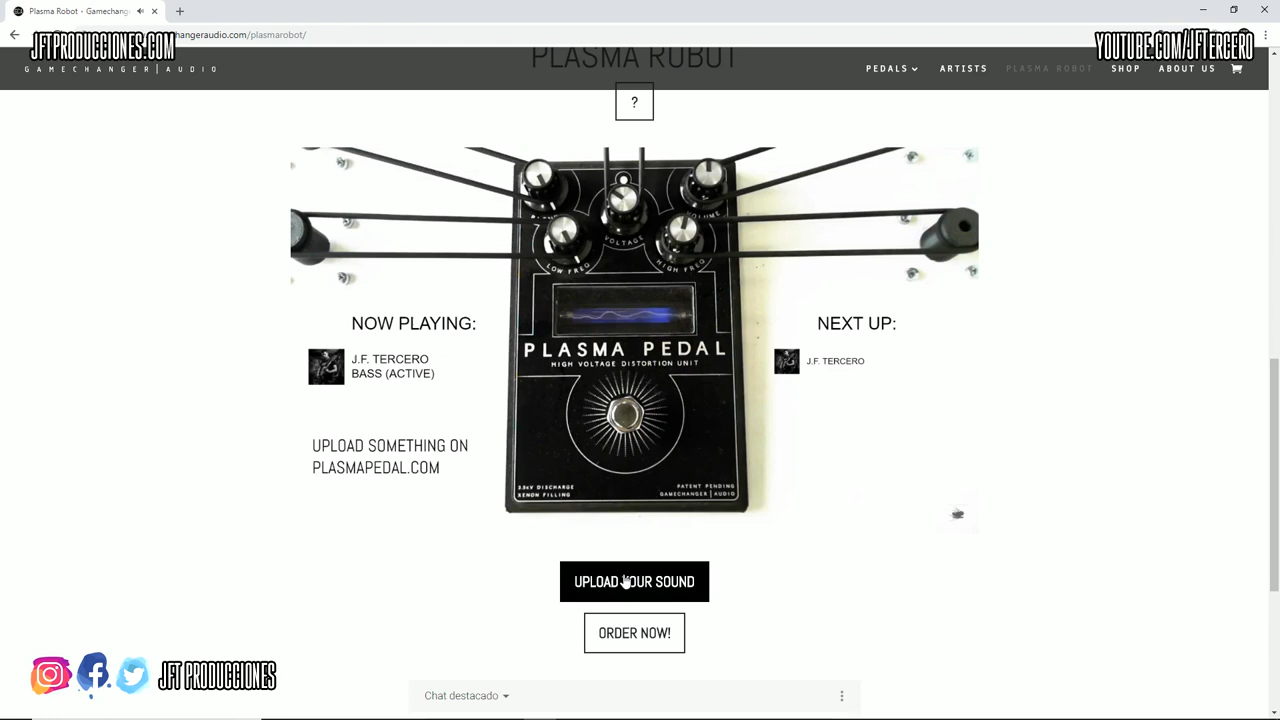 Plasma Robot - Gamechang
JFTPRODUCCIONES.COM
changeraudio.com/plasmarobot/
YOUTUBE.COM/JFTERCERO
GAMECHANGER|AUDIO
PLASMA ROBOT
PEDALS
ARTISTS
PLASMA ROBOT
SHOP
ABOUT US
?
VOLUME
VOLTAGE
LOW FREQ
HIGH FREQ
NOW PLAYING:
J.F. TERCERO
BASS (ACTIVE)
NEXT UP:
J.F. TERCERO
PLASMA PEDAL
HIGH VOLTAGE DISTORTION UNIT
UPLOAD SOMETHING ON
PLASMAPEDAL.COM
3.5KV DISCHARGE
XENON FILLING
PATENT PENDING
GAMECHANGER|AUDIO
UPLOAD YOUR SOUND
ORDER NOW!
JFT PRODUCCIONES
Chat destacado